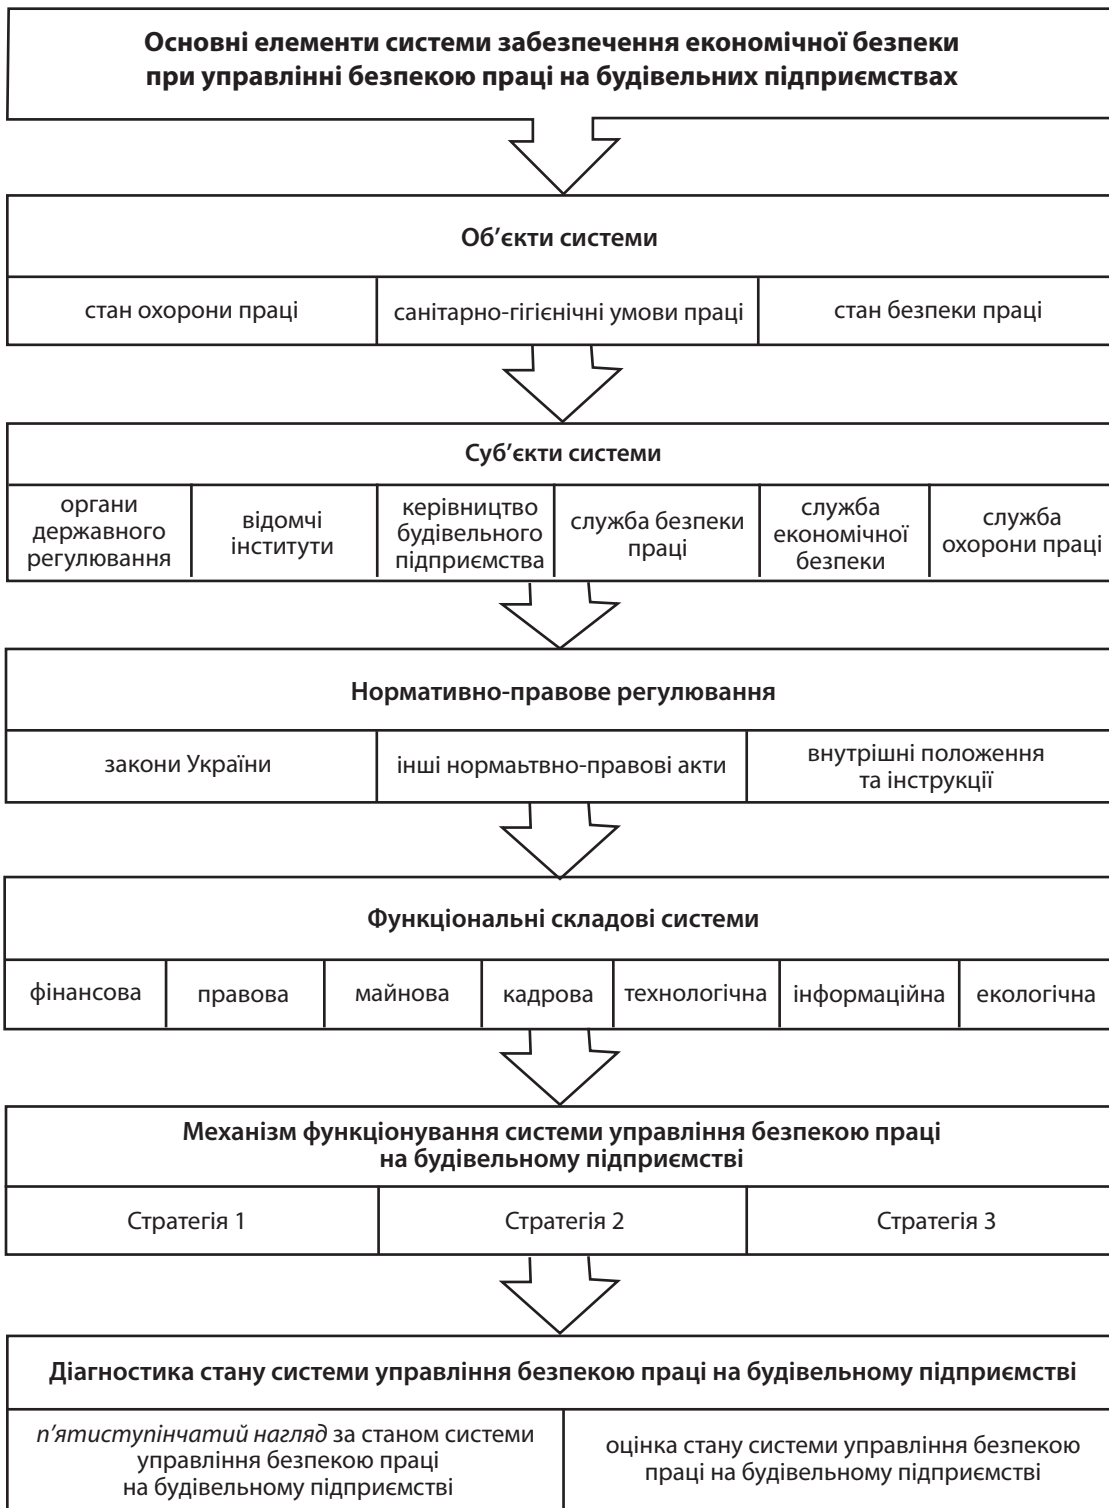 Основні елементи системи забезпечення економічної безпеки
при управлінні безпекою праці на будівельних підприємствах
Об’єкти системи
стан охорони праці
санітарно-гігієнічні умови праці
стан безпеки праці
Суб’єкти системи
органи
державного
регулювання
відомчі
інститути
керівництво
будівельного
підприємства
служба безпеки
праці
служба
економічної
безпеки
служба
охорони праці
Нормативно-правове регулювання
закони України
інші нормаьтвно-правові акти
внутрішні положення
та інструкції
Функціональні складові системи
фінансова
правова
майнова
кадрова
технологічна
інформаційна
екологічна
Механізм функціонування системи управління безпекою праці
на будівельному підприємстві
Стратегія 1
Стратегія 2
Стратегія 3
Діагностика стану системи управління безпекою праці на будівельному підприємстві
п’ятиступінчатий нагляд за станом системи
управління безпекою праці
на будівельному підприємстві
оцінка стану системи управління безпекою
праці на будівельному підприємстві